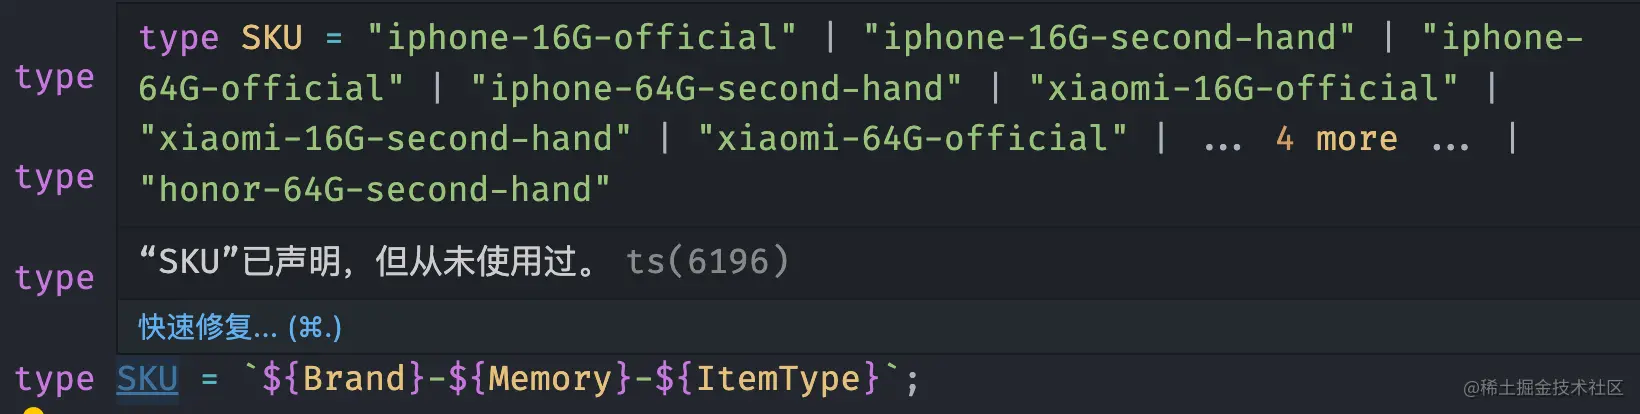 type SKU = "iphone-16G-official" | "iphone-16G-second-hand" | "iphone-
type
64G-official" | "iphone-64G-second-hand" | "xiaomi-16G-official" |
"xiaomi-16G-second-hand" | "xiaomi-64G-official" | ... 4 more ... |
type
"honor-64G-second-hand"
“SKU”已声明，但从未使用过。 ts(6196)
type
快速修复... (⌘.)
type SKU = `${Brand}-${Memory}-${ItemType}`;
@稀土掘金技术社区